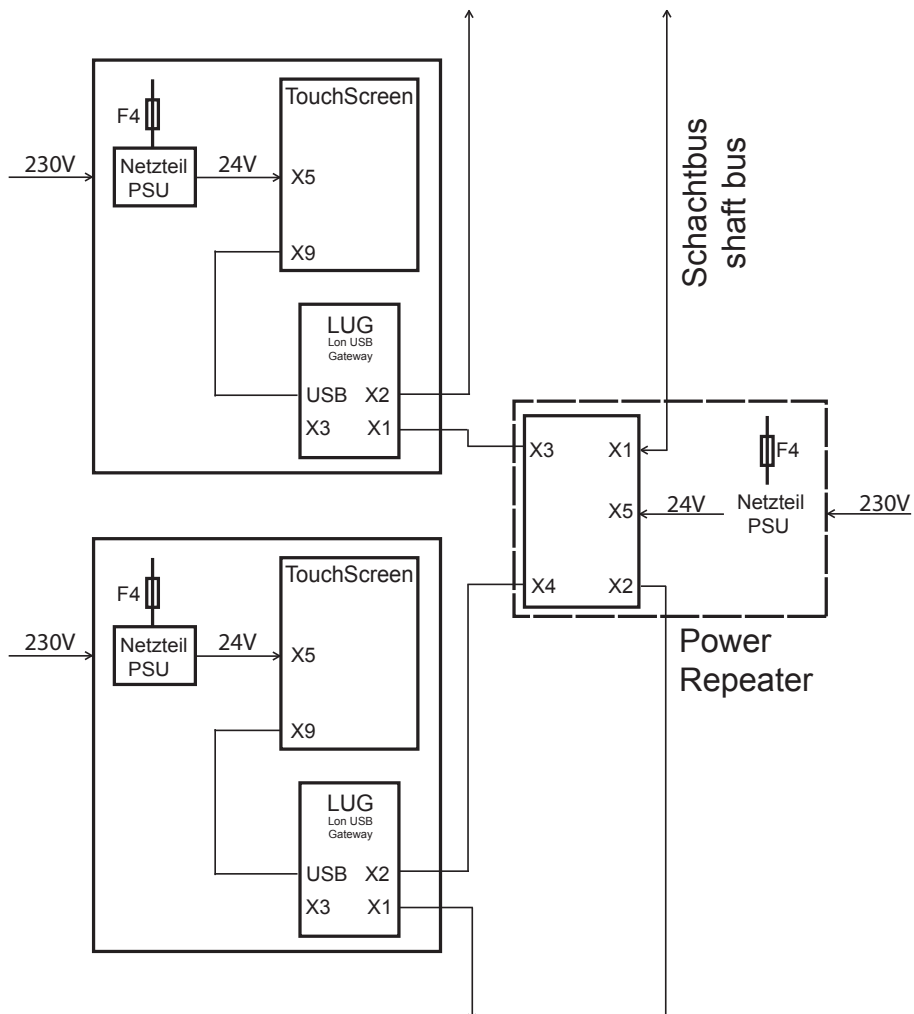 TouchScreen
F4
230V
Netzteil
PSU
24V
X5
X9
LUG
Lon USB
Gateway
USB
X2
X3
X1
Schachtbus
shaft bus
X3
X1
F4
X5
24V
Netzteil
PSU
230V
X4
X2
Power
Repeater
TouchScreen
F4
230V
Netzteil
PSU
24V
X5
X9
LUG
Lon USB
Gateway
USB
X2
X3
X1